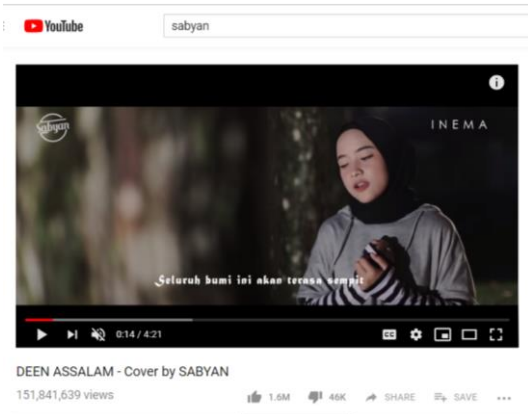 YouTube
sabyan
Sabyan
INEMA
Seluruh bumi ini akan terasa sempit
0:14 / 4:21
CC
DEEN ASSALAM - Cover by SABYAN
151,841,639 views
1.6M
46K
SHARE
SAVE